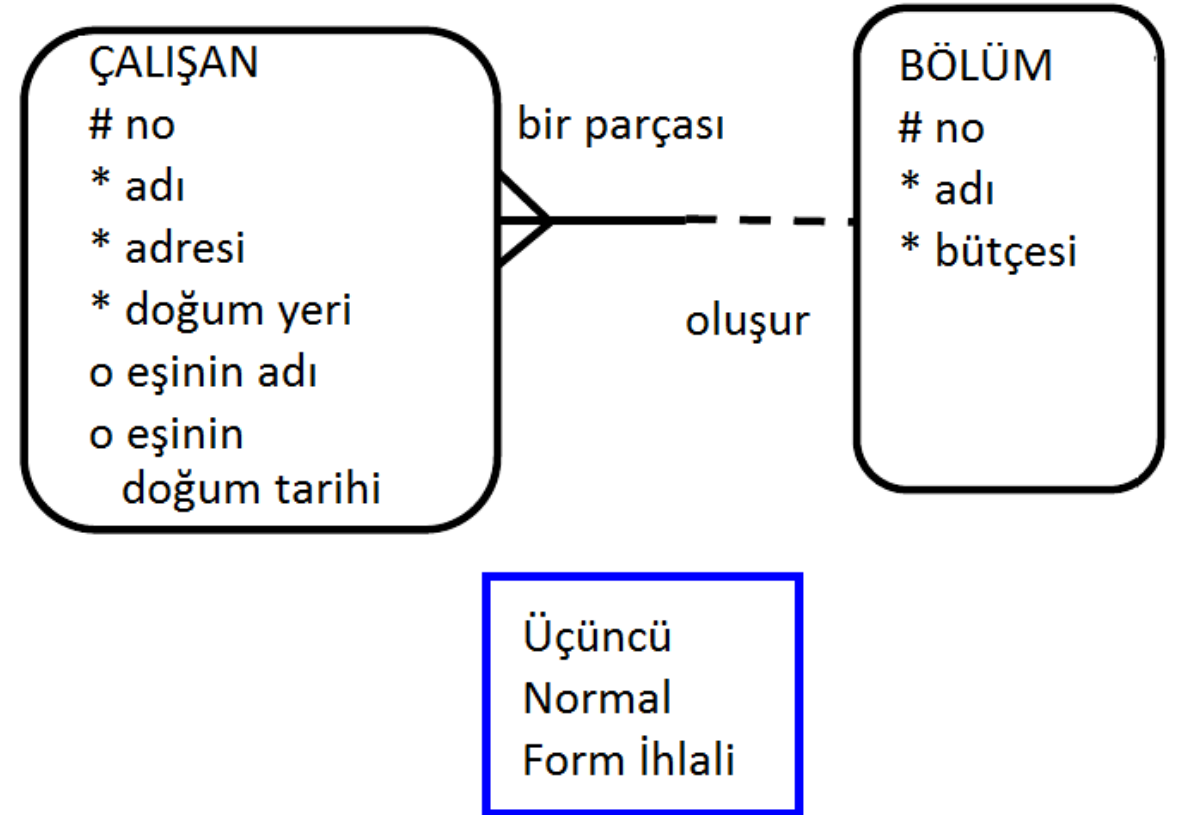 ÇALIŞAN
# no
* adı
* adresi
* doğum yeri
o eşinin adı
o eşinin
doğum tarihi
bir parçası
oluşur
BÖLÜM
# no
* adı
* bütçesi
Üçüncü
Normal
Form İhlali